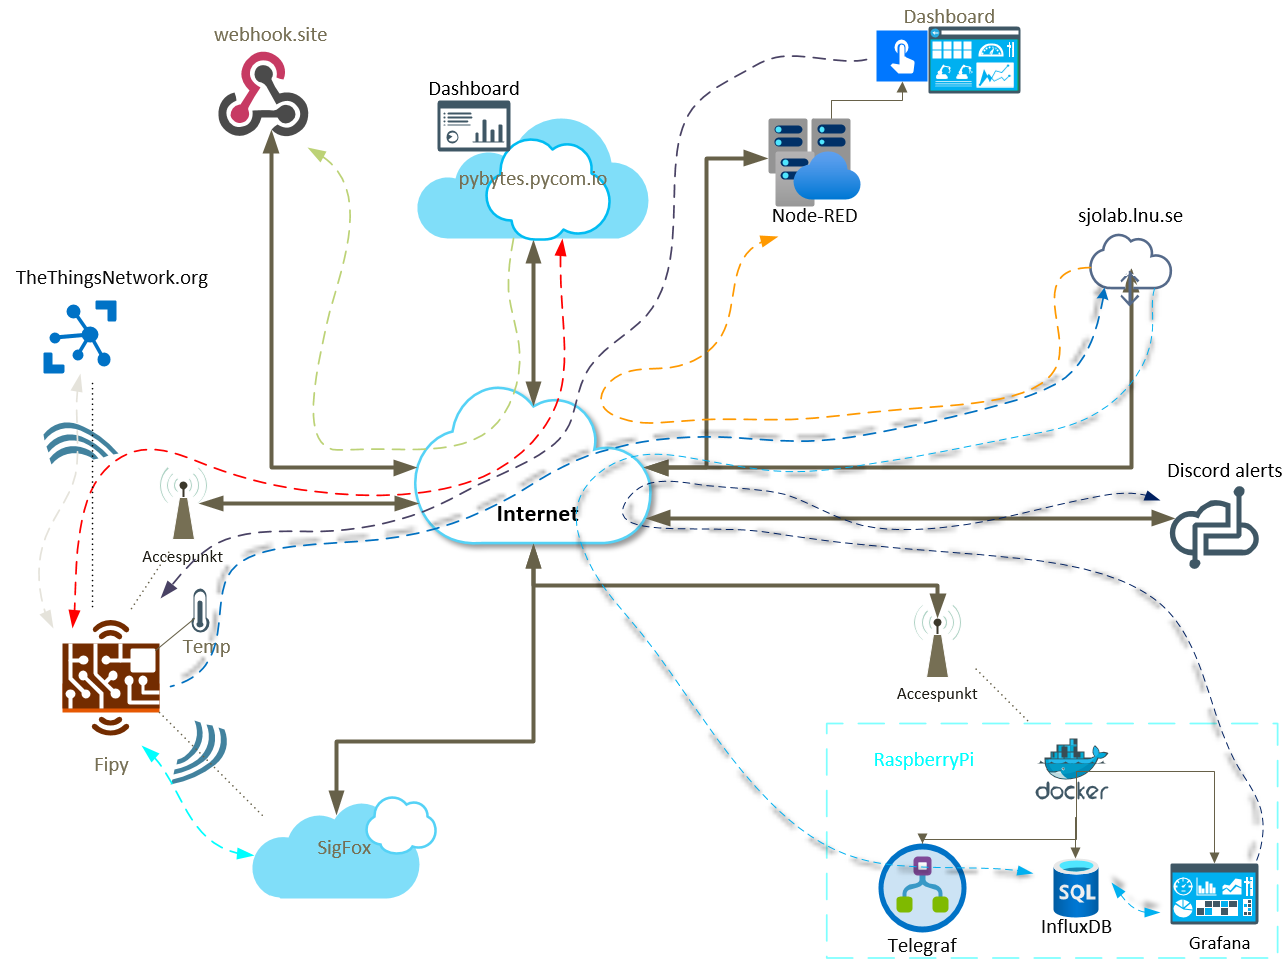 Dashboard
webhook.site
Dashboard
pybytes.pycom.io
Node-RED
sjolab.lnu.se
TheThingsNetwork.org
Discord alerts
Internet
Accespunkt
Temp
Accespunkt
Fipy
RaspberryPi
docker
SigFox
SQL
InfluxDB
Telegraf
Grafana